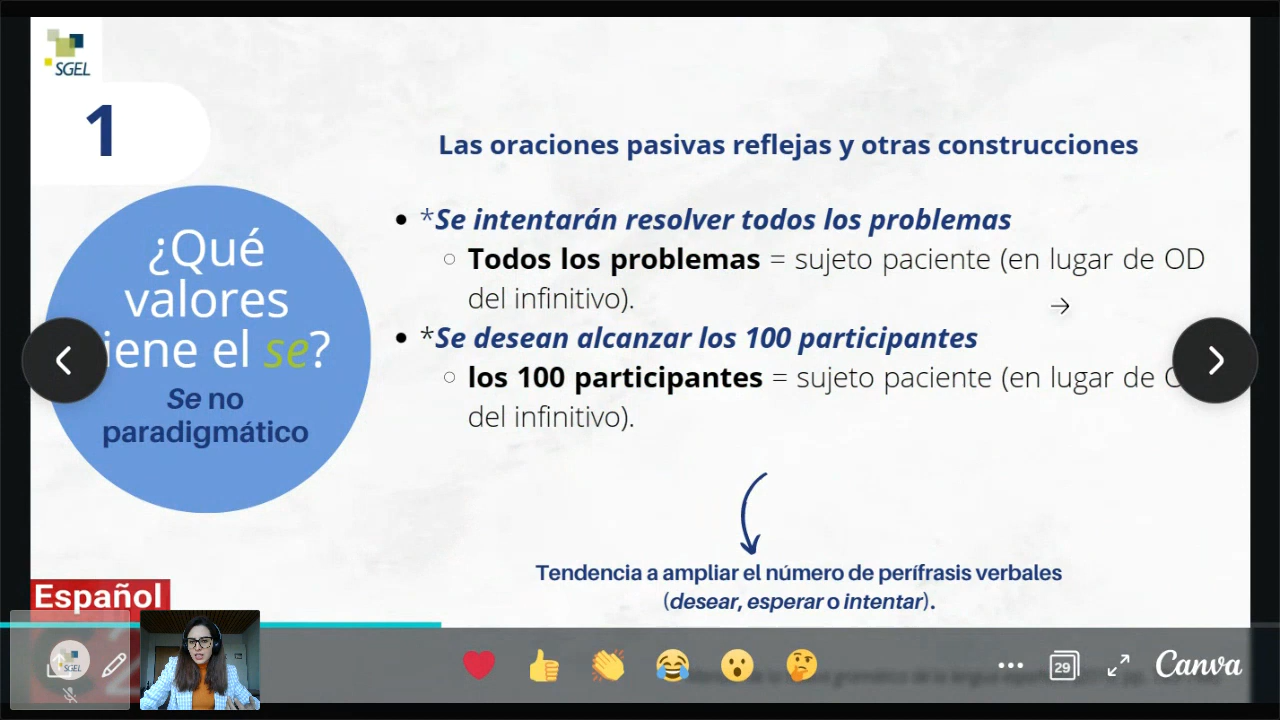 SGEL
1
Las oraciones pasivas reflejas y otras construcciones
¿Qué
valores
iene el se?
Se no
paradigmático
• *Se intentarán resolver todos los problemas
○ Todos los problemas = sujeto paciente (en lugar de OD
del infinitivo).
• *Se desean alcanzar los 100 participantes
○ los 100 participantes = sujeto paciente (en lugar de
del infinitivo).
Tendencia a ampliar el número de perífrasis verbales
(desear, esperar o intentar).
Español
SGEL
29
Canva